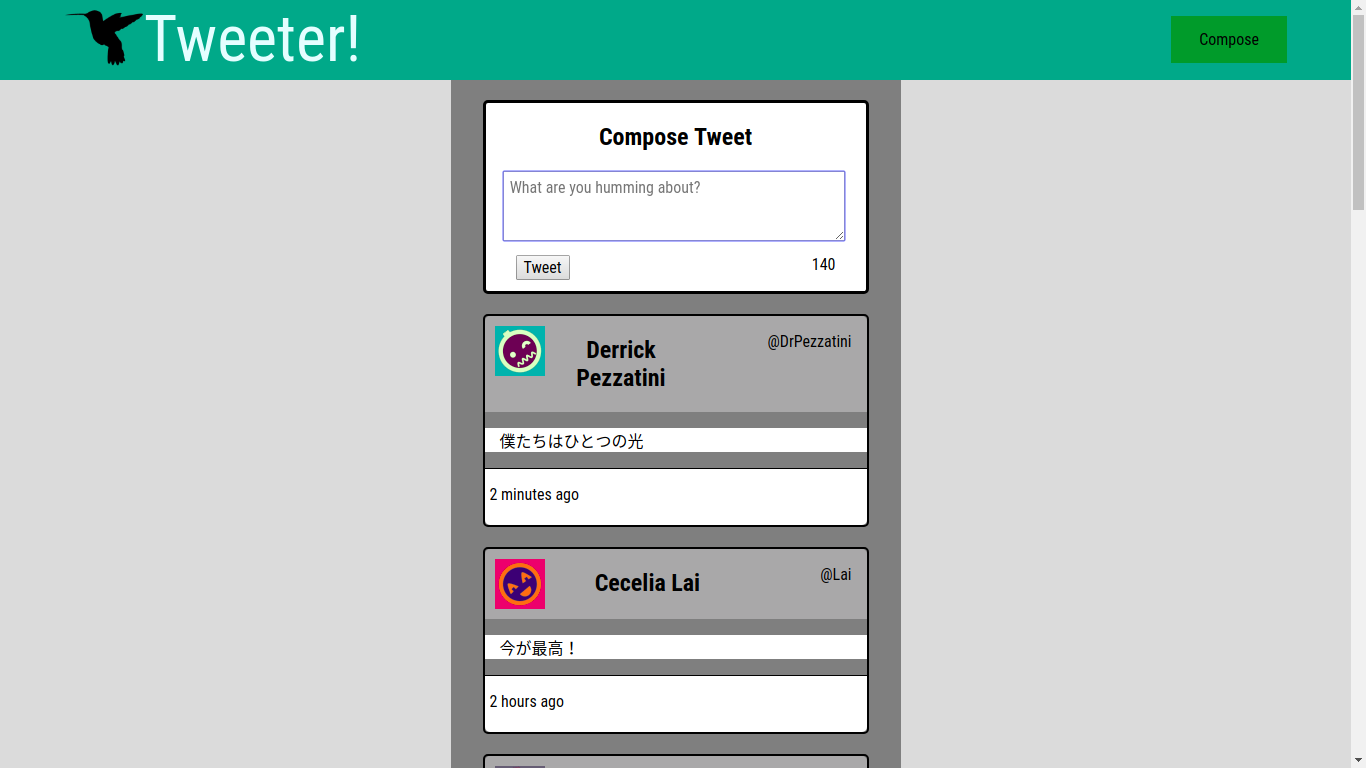 Tweeter!
Compose
Compose Tweet
What are you humming about?
Tweet
140
Derrick
Pezzatini
@DrPezzatini
僕たちはひとつの光
2 minutes ago
Cecelia Lai
@Lai
今が最高！
2 hours ago